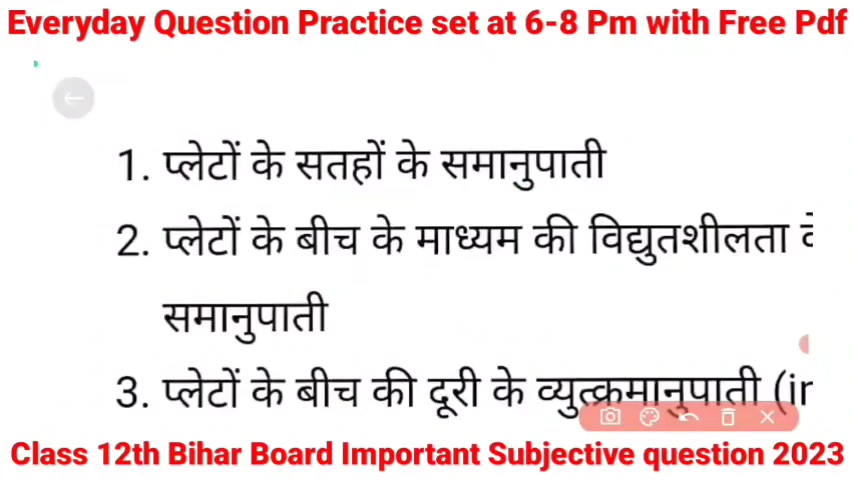 Everyday Question Practice set at 6-8 Pm with Free Pdf
1. प्लेटों के सतहों के समानुपाती
2. प्लेटों के बीच के माध्यम की विद्युतशीलता
समानुपाती
3. प्लेटों के बीच की दूरी के व्युत्क्रमानुपाती (in
Class 12th Bihar Board Important Subjective question 2023